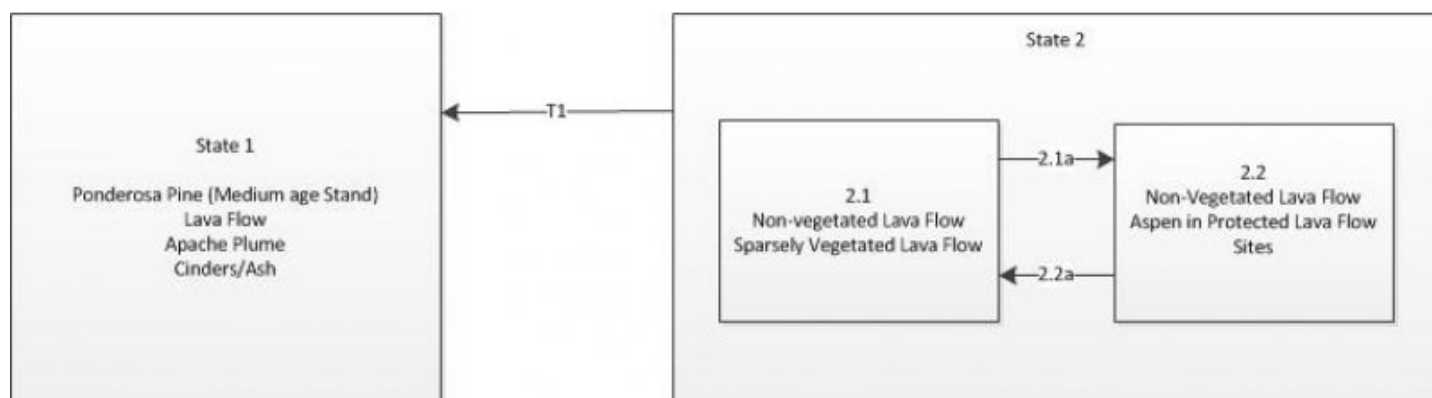 State 1
Ponderosa Pine (Medium age Stand)
Lava Flow
Apache Plume
Cinders/Ash
T1
State 2
2.1
Non-vegetated Lava Flow
Sparsely Vegetated Lava Flow
2.1a
2.2a
2.2
Non-Vegetated Lava Flow
Aspen in Protected Lava Flow
Sites